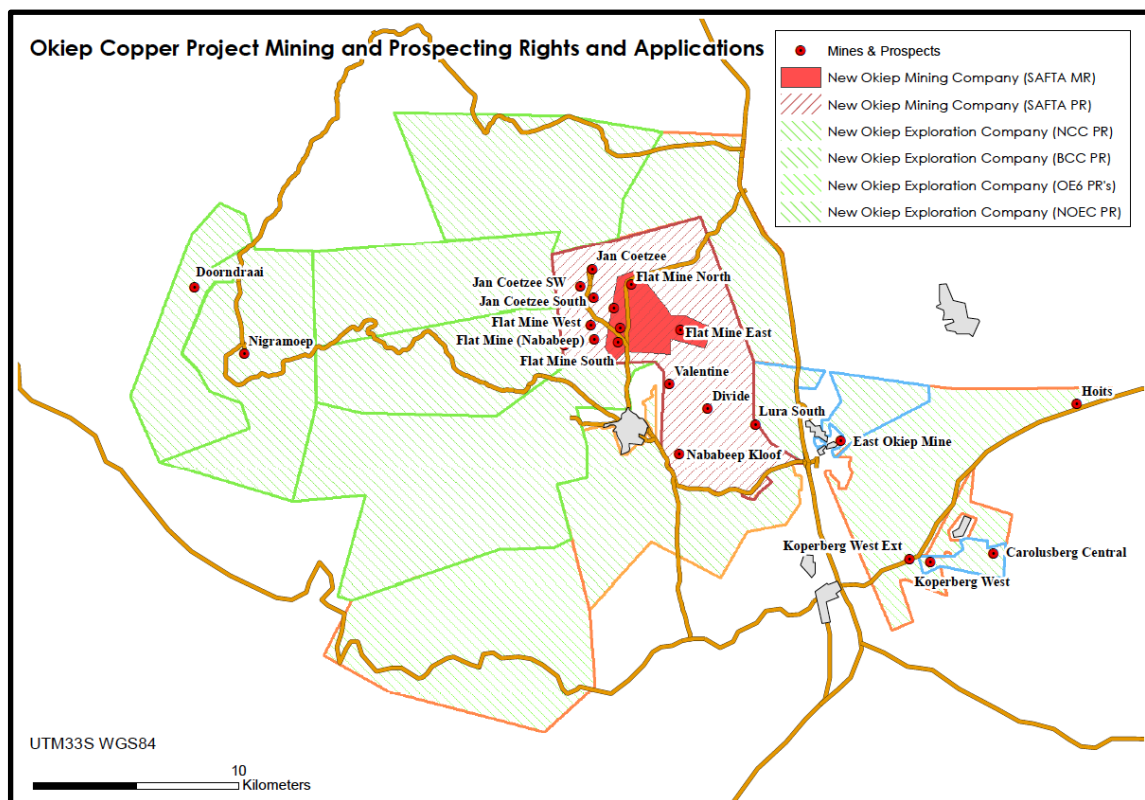 Okiep Copper Project Mining and Prospecting Rights and Applications
Mines & Prospects
New Okiep Mining Company (SAFTA MR)
New Okiep Mining Company (SAFTA PR)
New Okiep Exploration Company (NCC PR)
New Okiep Exploration Company (BCC PR)
New Okiep Exploration Company (OE6 PR's)
New Okiep Exploration Company (NOEC PR)
Jan Coetzee
Doorndraai
Flat Mine North
Jan Coetzee SW
Jan Coetzee South
Flat Mine West
Flat Mine East
Flat Mine (Nababeep)
Nigramoep
Flat Mine South
Valentine
Divide
Hoits
Lura South
East Okiep Mine
Nababeep Kloof
Koperberg West Ext
Carolusberg Central
Koperberg West
UTM33S WGS84
10
Kilometers